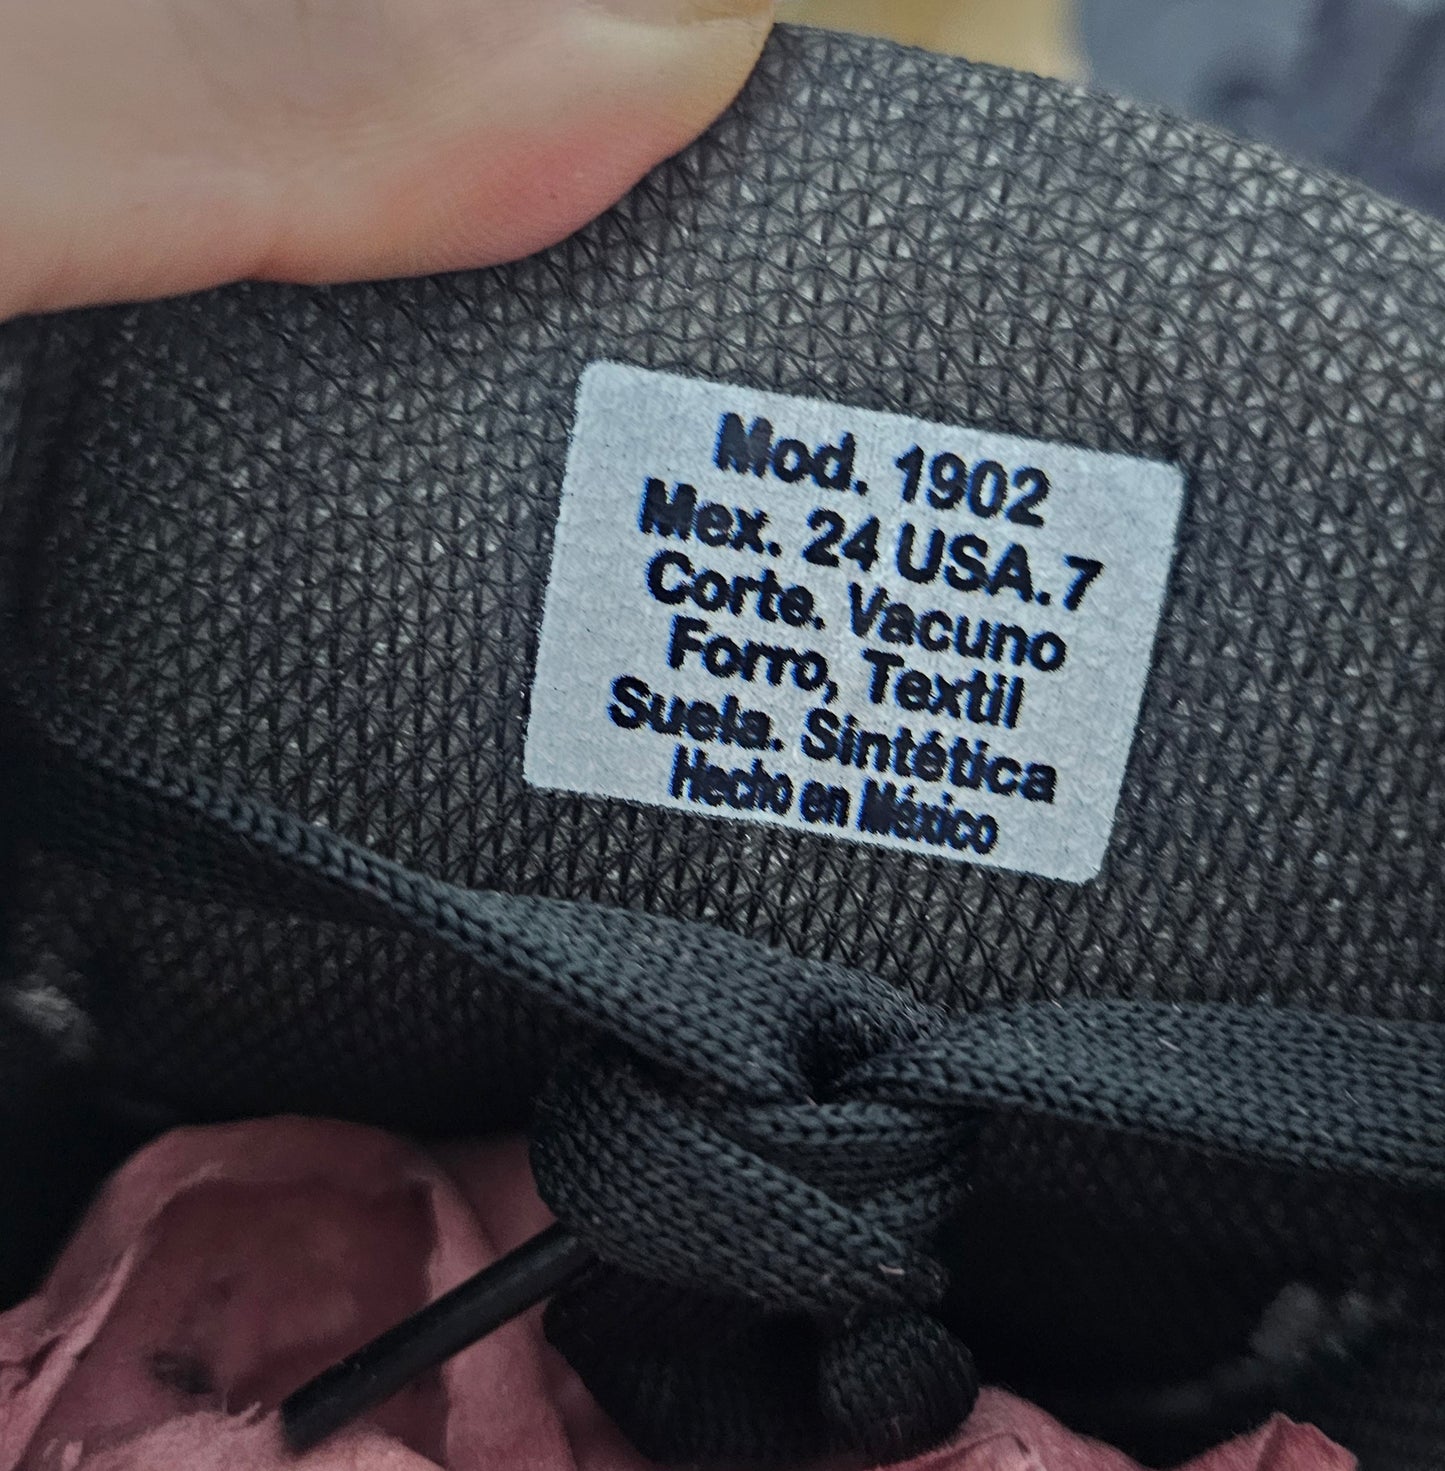 Mod. 1902
Mex. 24 USA.7
Corte. Vacuno
Forro, Textil
Suela. Sintética
Hecho en México